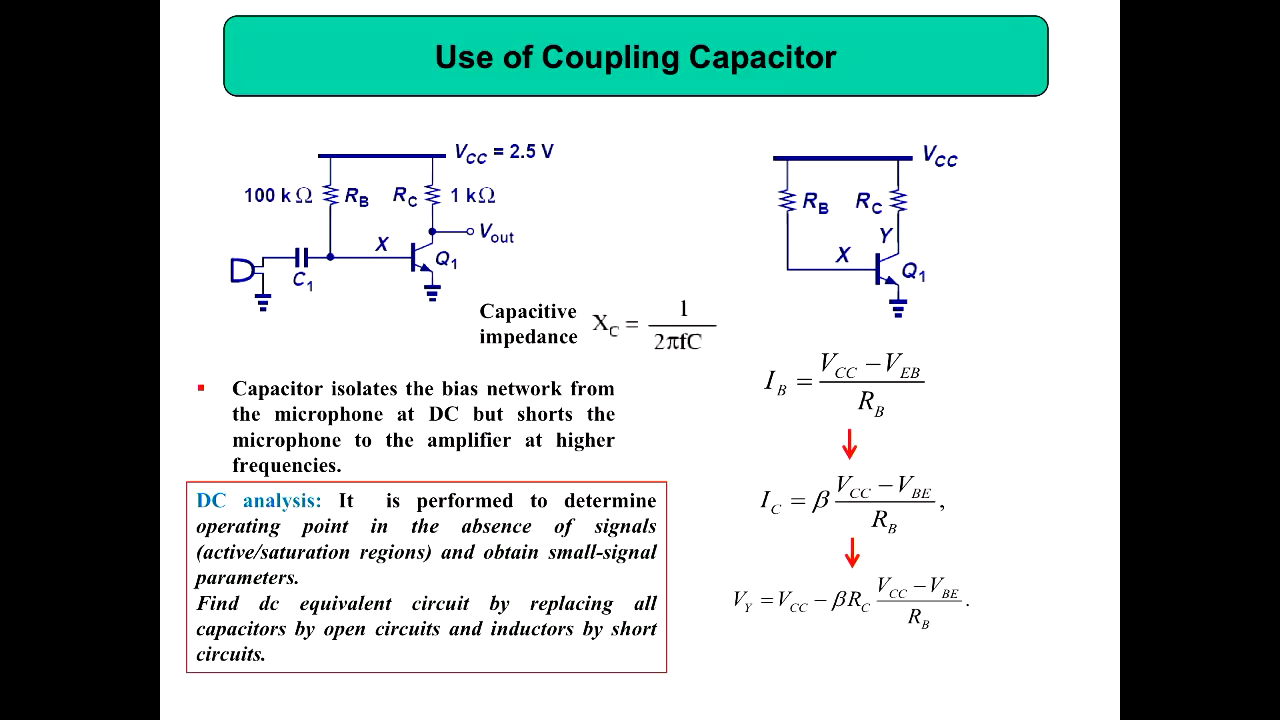 Use of Coupling Capacitor
V_CC = 2.5 V
100 k Ω R_B R_C 1 kΩ
V_out
X
Q_1
C_1
V_CC
R_B R_C
Y
X
Q_1
Capacitive
impedance
X_C = 1 / 2πfC
▪ Capacitor isolates the bias network from
the microphone at DC but shorts the
microphone to the amplifier at higher
frequencies.
DC analysis: It is performed to determine
operating point in the absence of signals
(active/saturation regions) and obtain small-signal
parameters.
Find dc equivalent circuit by replacing all
capacitors by open circuits and inductors by short
circuits.
I_B = (V_CC − V_EB) / R_B
I_C = β (V_CC − V_BE) / R_B ,
V_Y = V_CC − βR_C (V_CC − V_BE) / R_B .